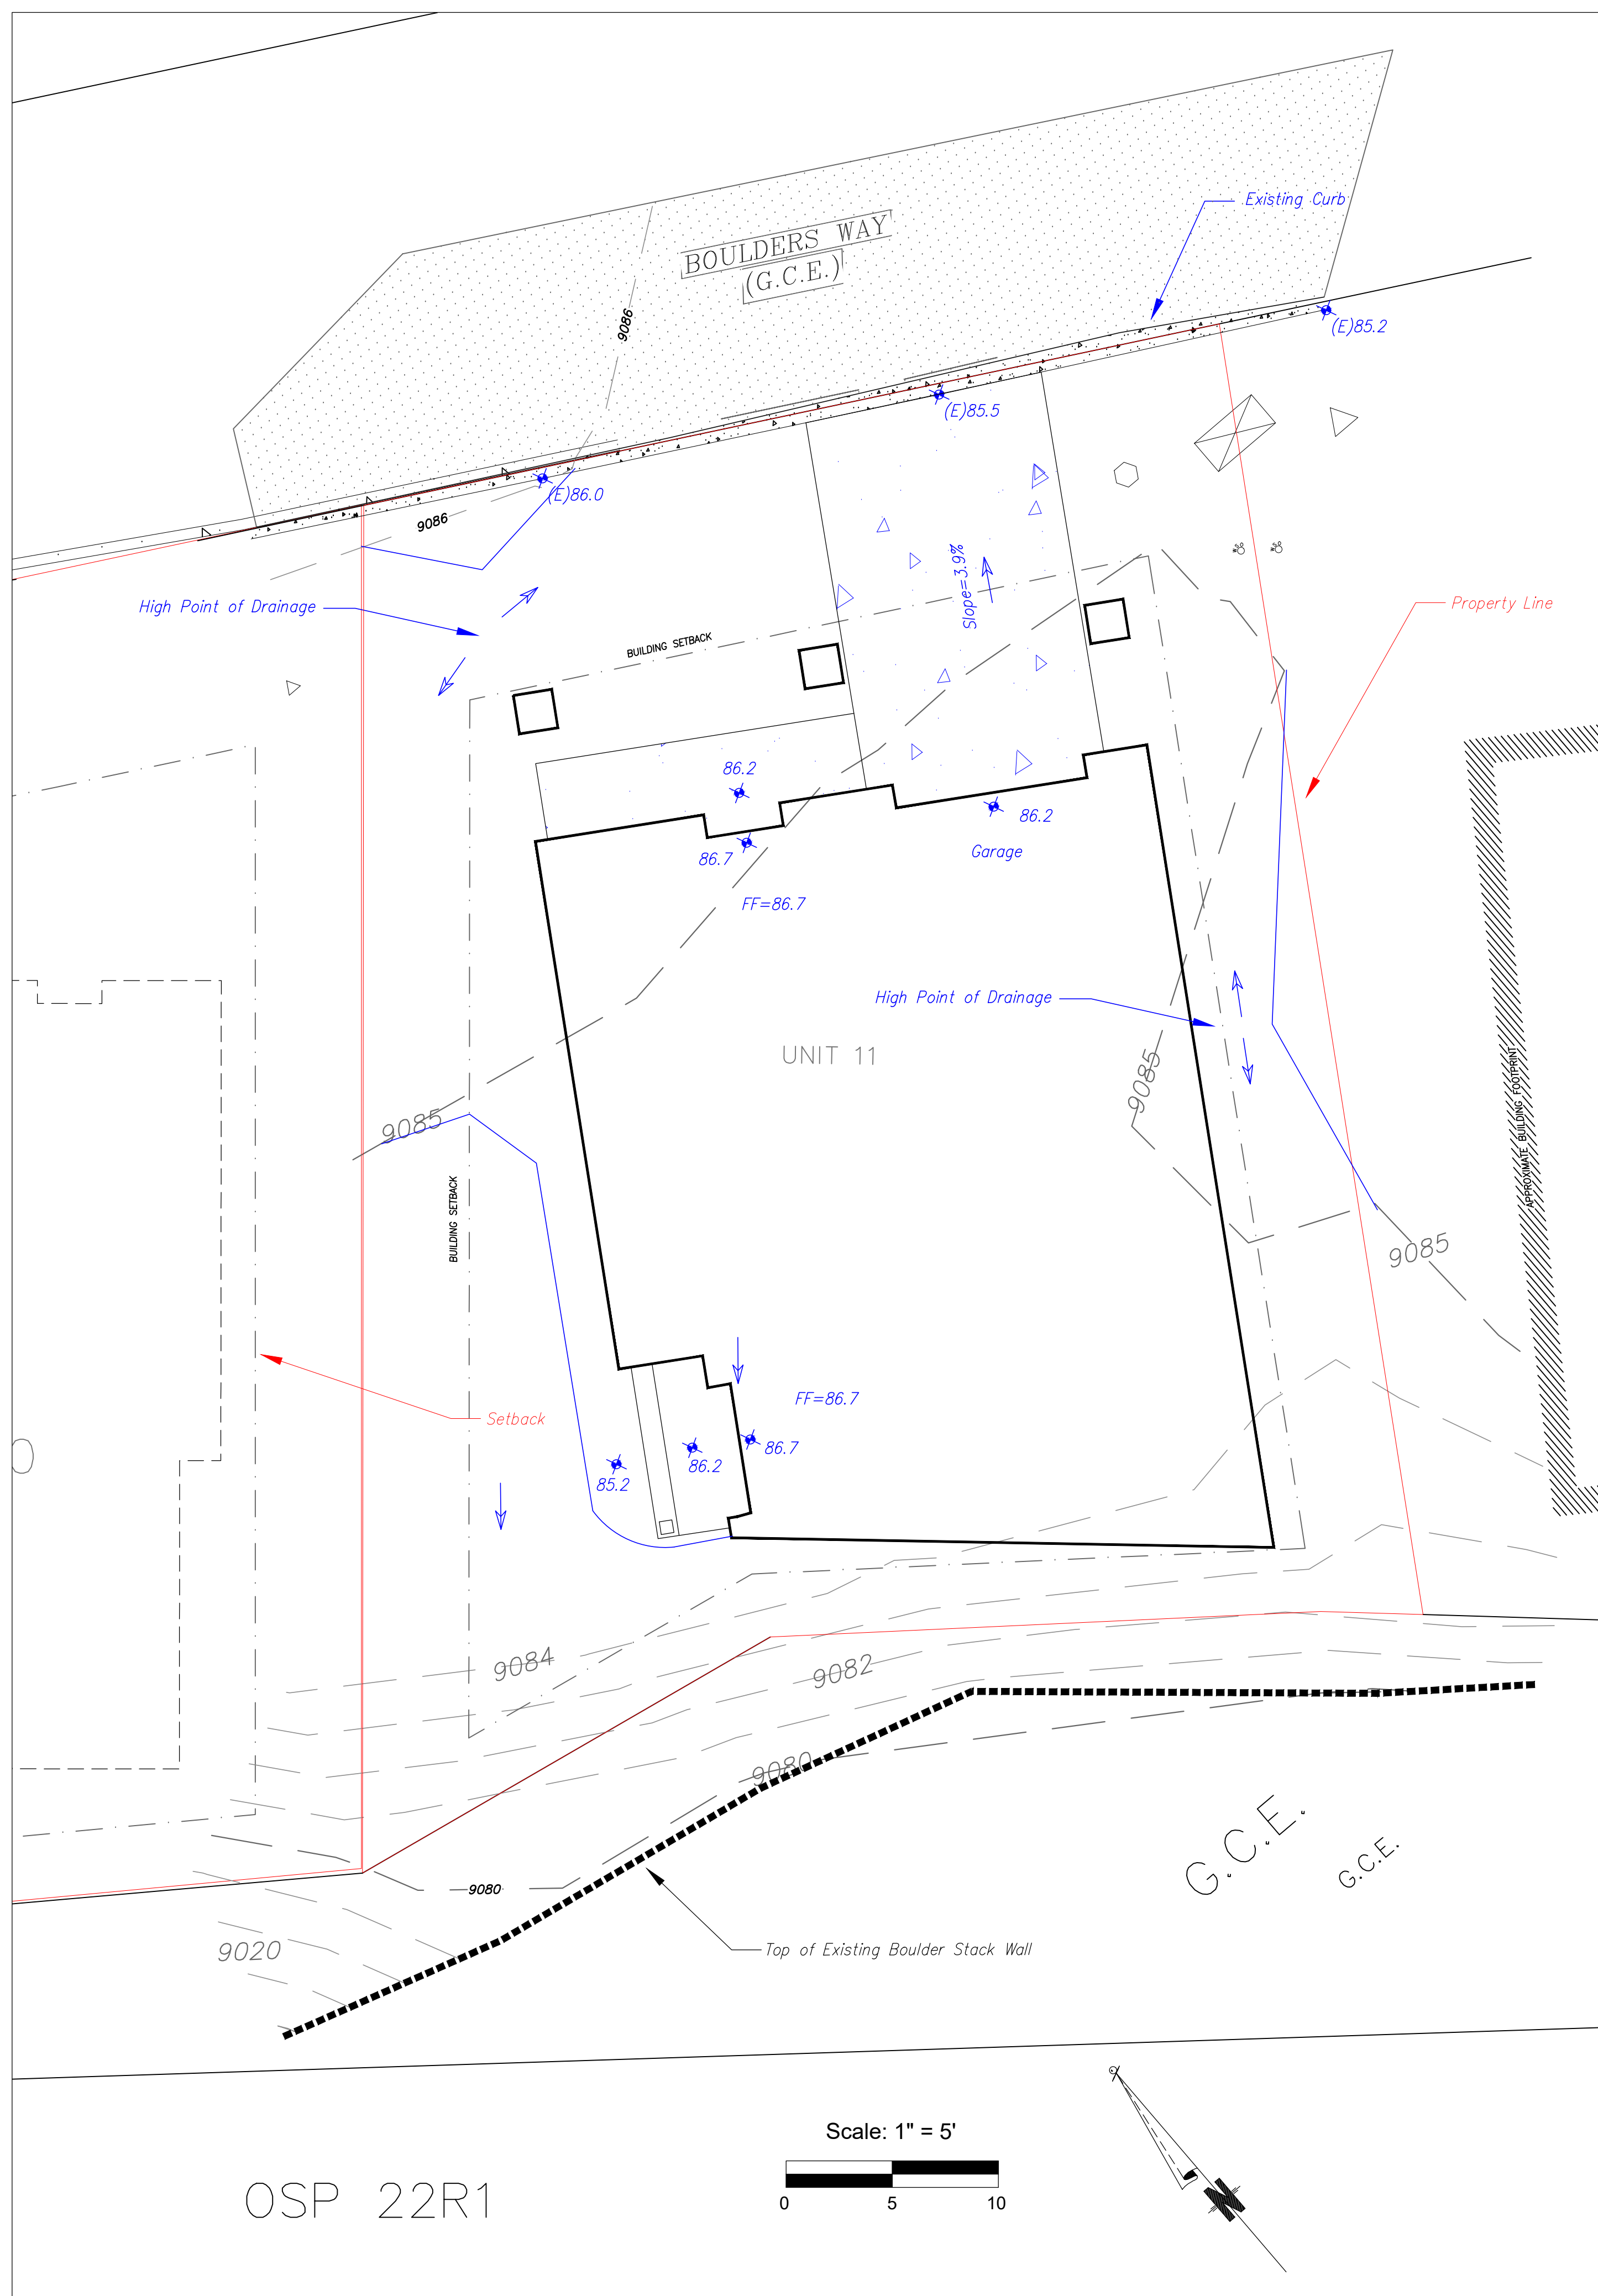 Existing Curb
BOULDERS WAY
(G.C.E.)
9086
(E)85.2
(E)85.5
(E)86.0
9086
Slope=3.9%
High Point of Drainage
Property Line
BUILDING SETBACK
86.2
86.2
86.7
Garage
FF=86.7
High Point of Drainage
UNIT 11
9085
9085
APPROXIMATE BUILDING FOOTPRINT
BUILDING SETBACK
9085
FF=86.7
Setback
86.7
86.2
85.2
9084
9082
9080
G.C.E.
G.C.E.
9080
9020
Top of Existing Boulder Stack Wall
Scale: 1" = 5'
0 5 10
N
OSP 22R1